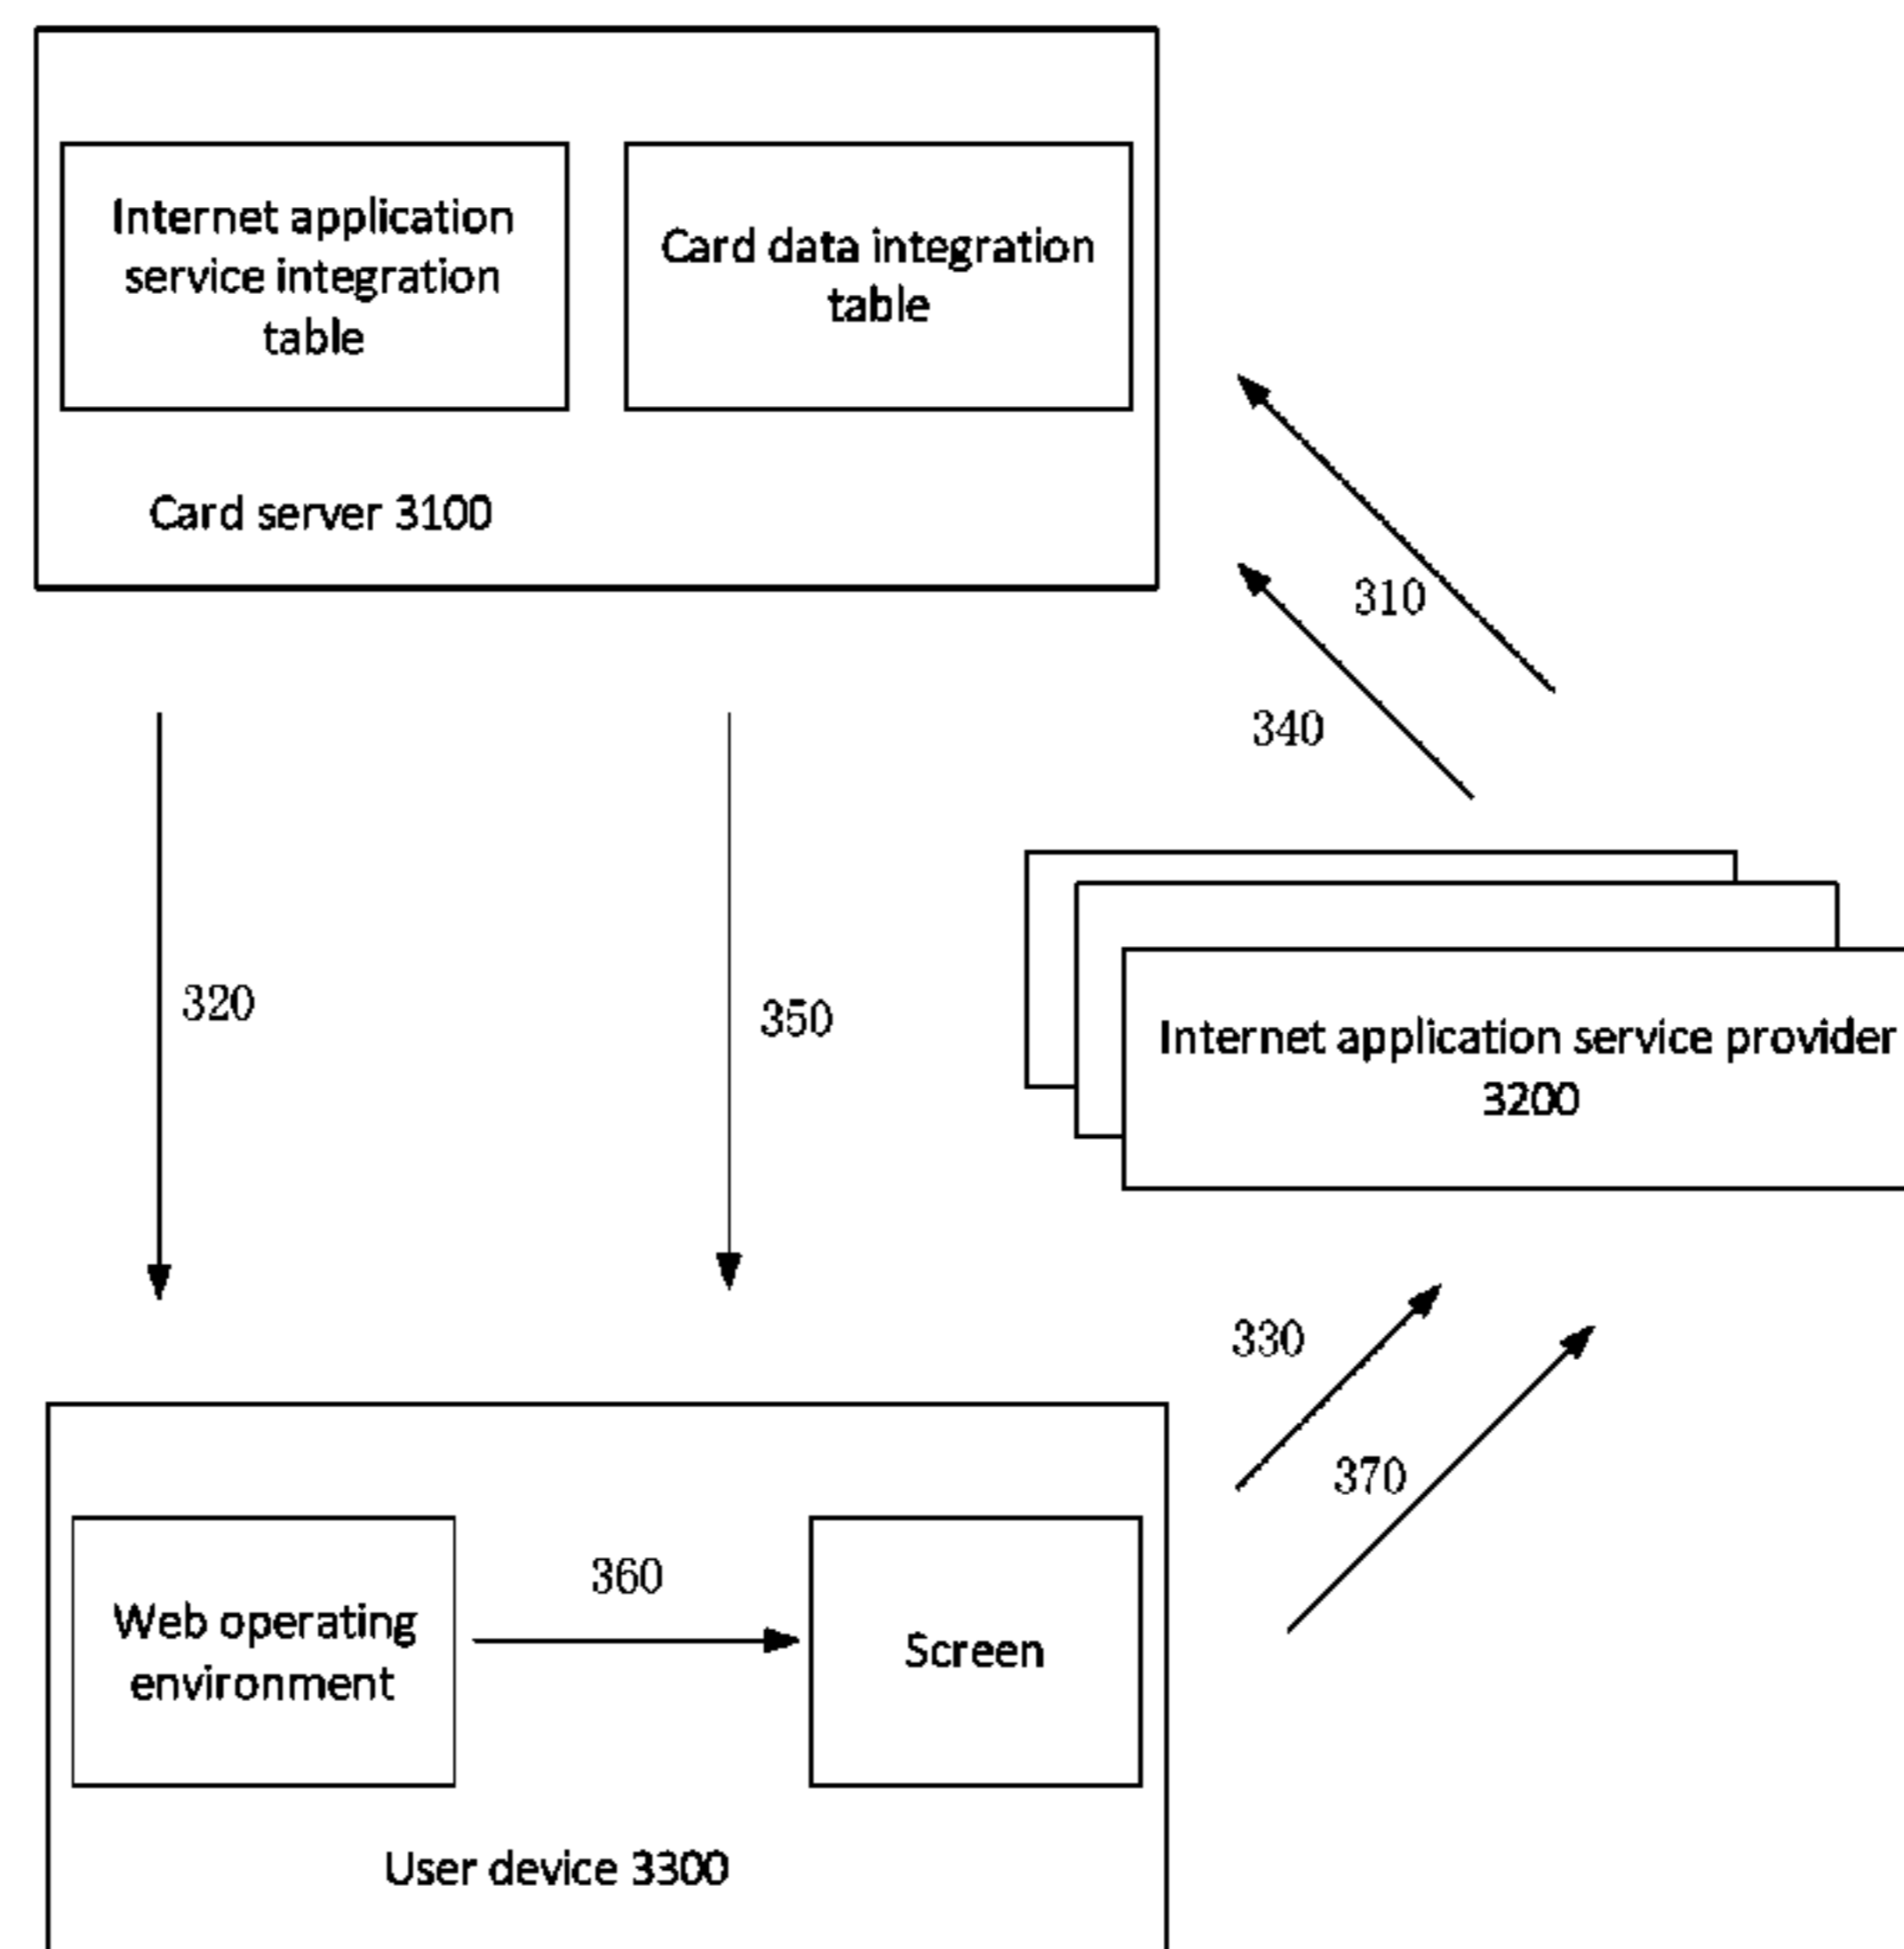 Internet application
service integration
table
Card data integration
table
Card server 3100
310
340
320
350
Internet application service provider
3200
330
370
360
Web operating
environment
Screen
User device 3300